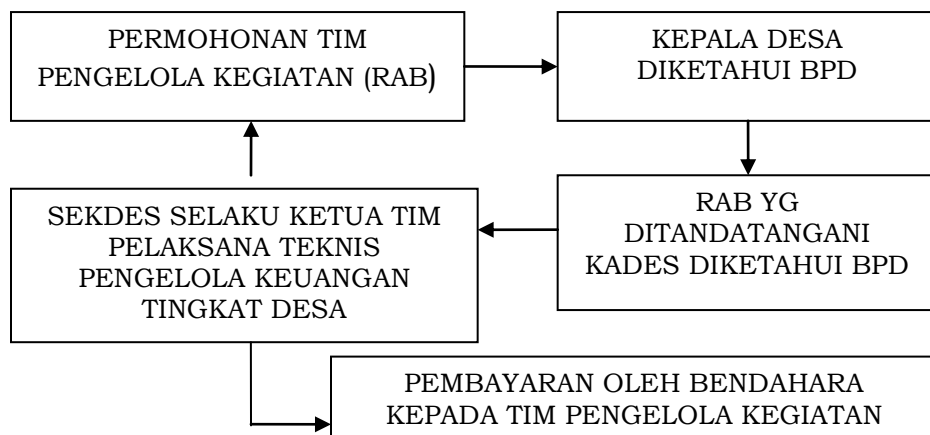 PERMOHONAN TIM
PENGELOLA KEGIATAN (RAB)
KEPALA DESA
DIKETAHUI BPD
RAB YG
DITANDATANGANI
KADES DIKETAHUI BPD
SEKDES SELAKU KETUA TIM
PELAKSANA TEKNIS
PENGELOLA KEUANGAN
TINGKAT DESA
PEMBAYARAN OLEH BENDAHARA
KEPADA TIM PENGELOLA KEGIATAN